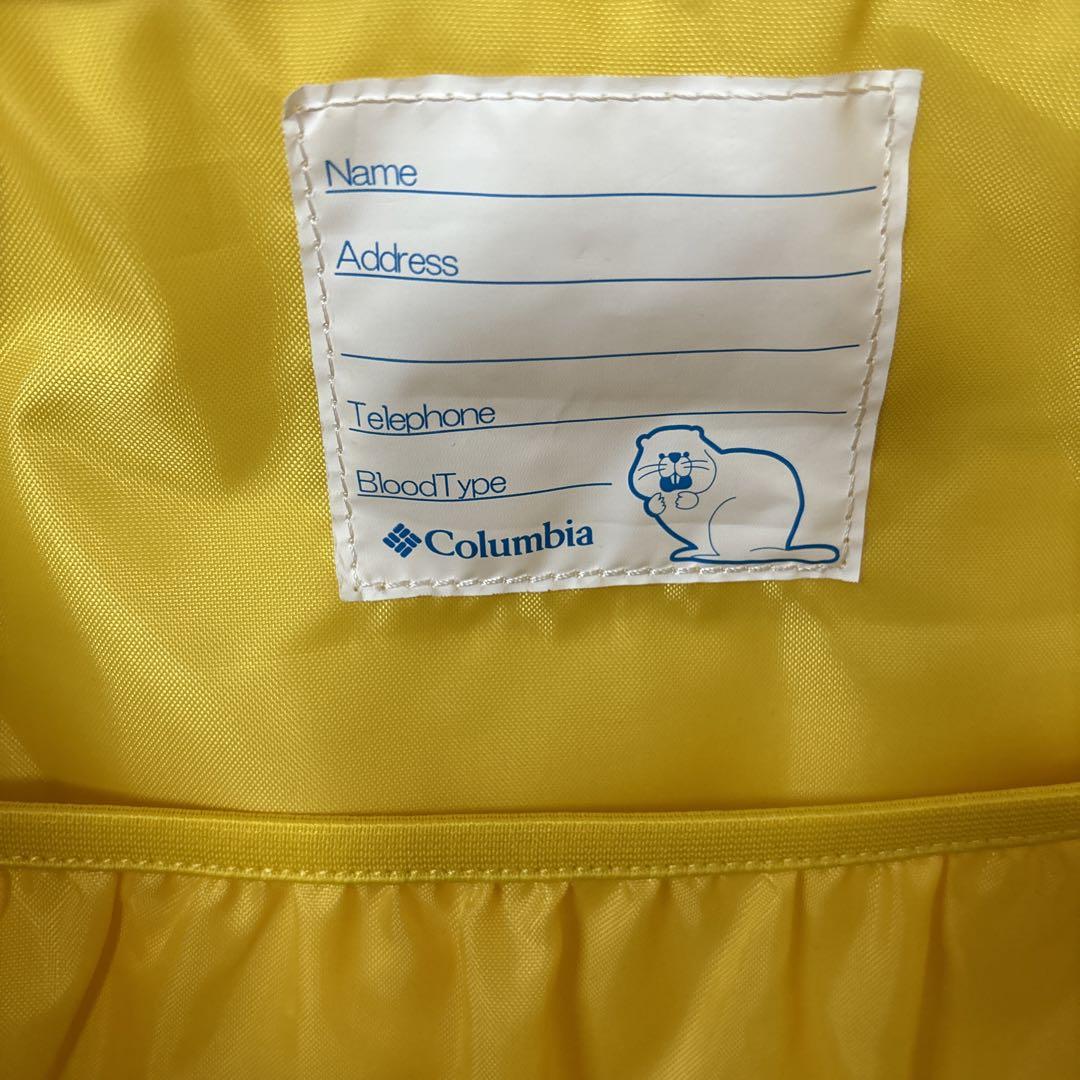 Name
Address
Telephone
BloodType
Columbia